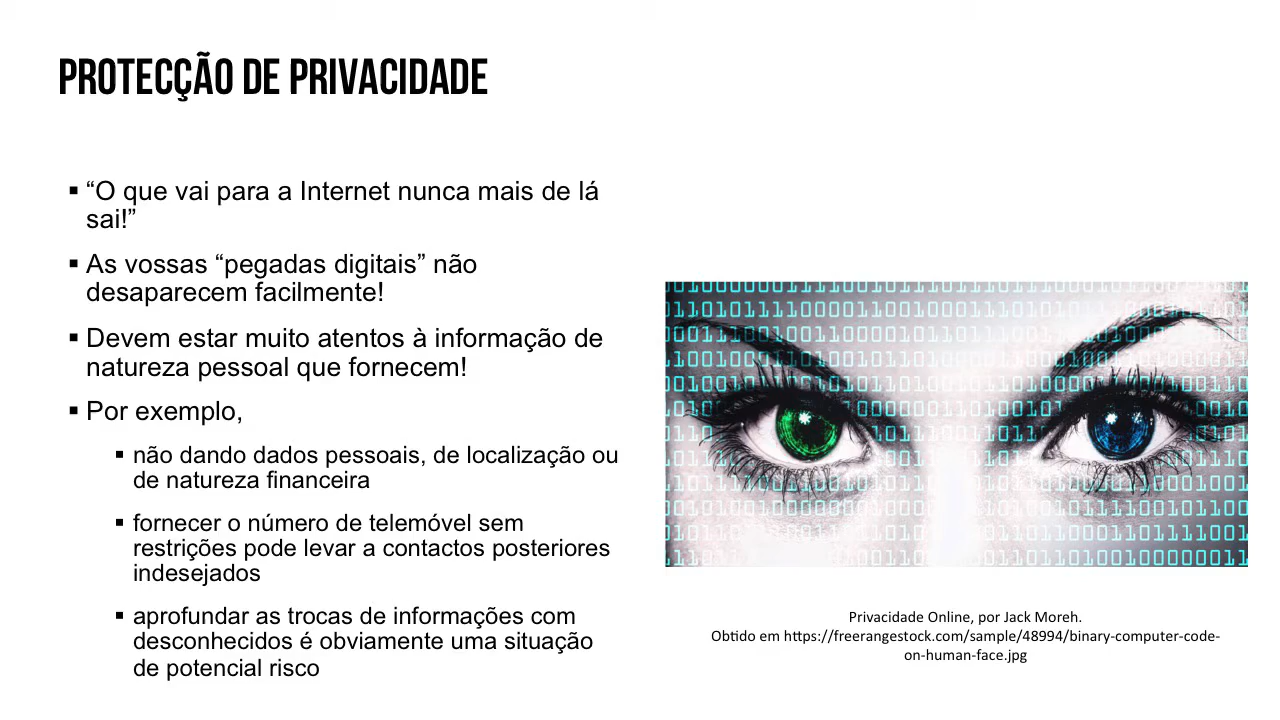 PROTECÇÃO DE PRIVACIDADE
▪ “O que vai para a Internet nunca mais de lá
sai!”
▪ As vossas “pegadas digitais” não
desaparecem facilmente!
▪ Devem estar muito atentos à informação de
natureza pessoal que fornecem!
▪ Por exemplo,
▪ não dando dados pessoais, de localização ou
de natureza financeira
▪ fornecer o número de telemóvel sem
restrições pode levar a contactos posteriores
indesejados
▪ aprofundar as trocas de informações com
desconhecidos é obviamente uma situação
de potencial risco
Privacidade Online, por Jack Moreh.
Obtido em https://freerangestock.com/sample/48994/binary-computer-code-
on-human-face.jpg